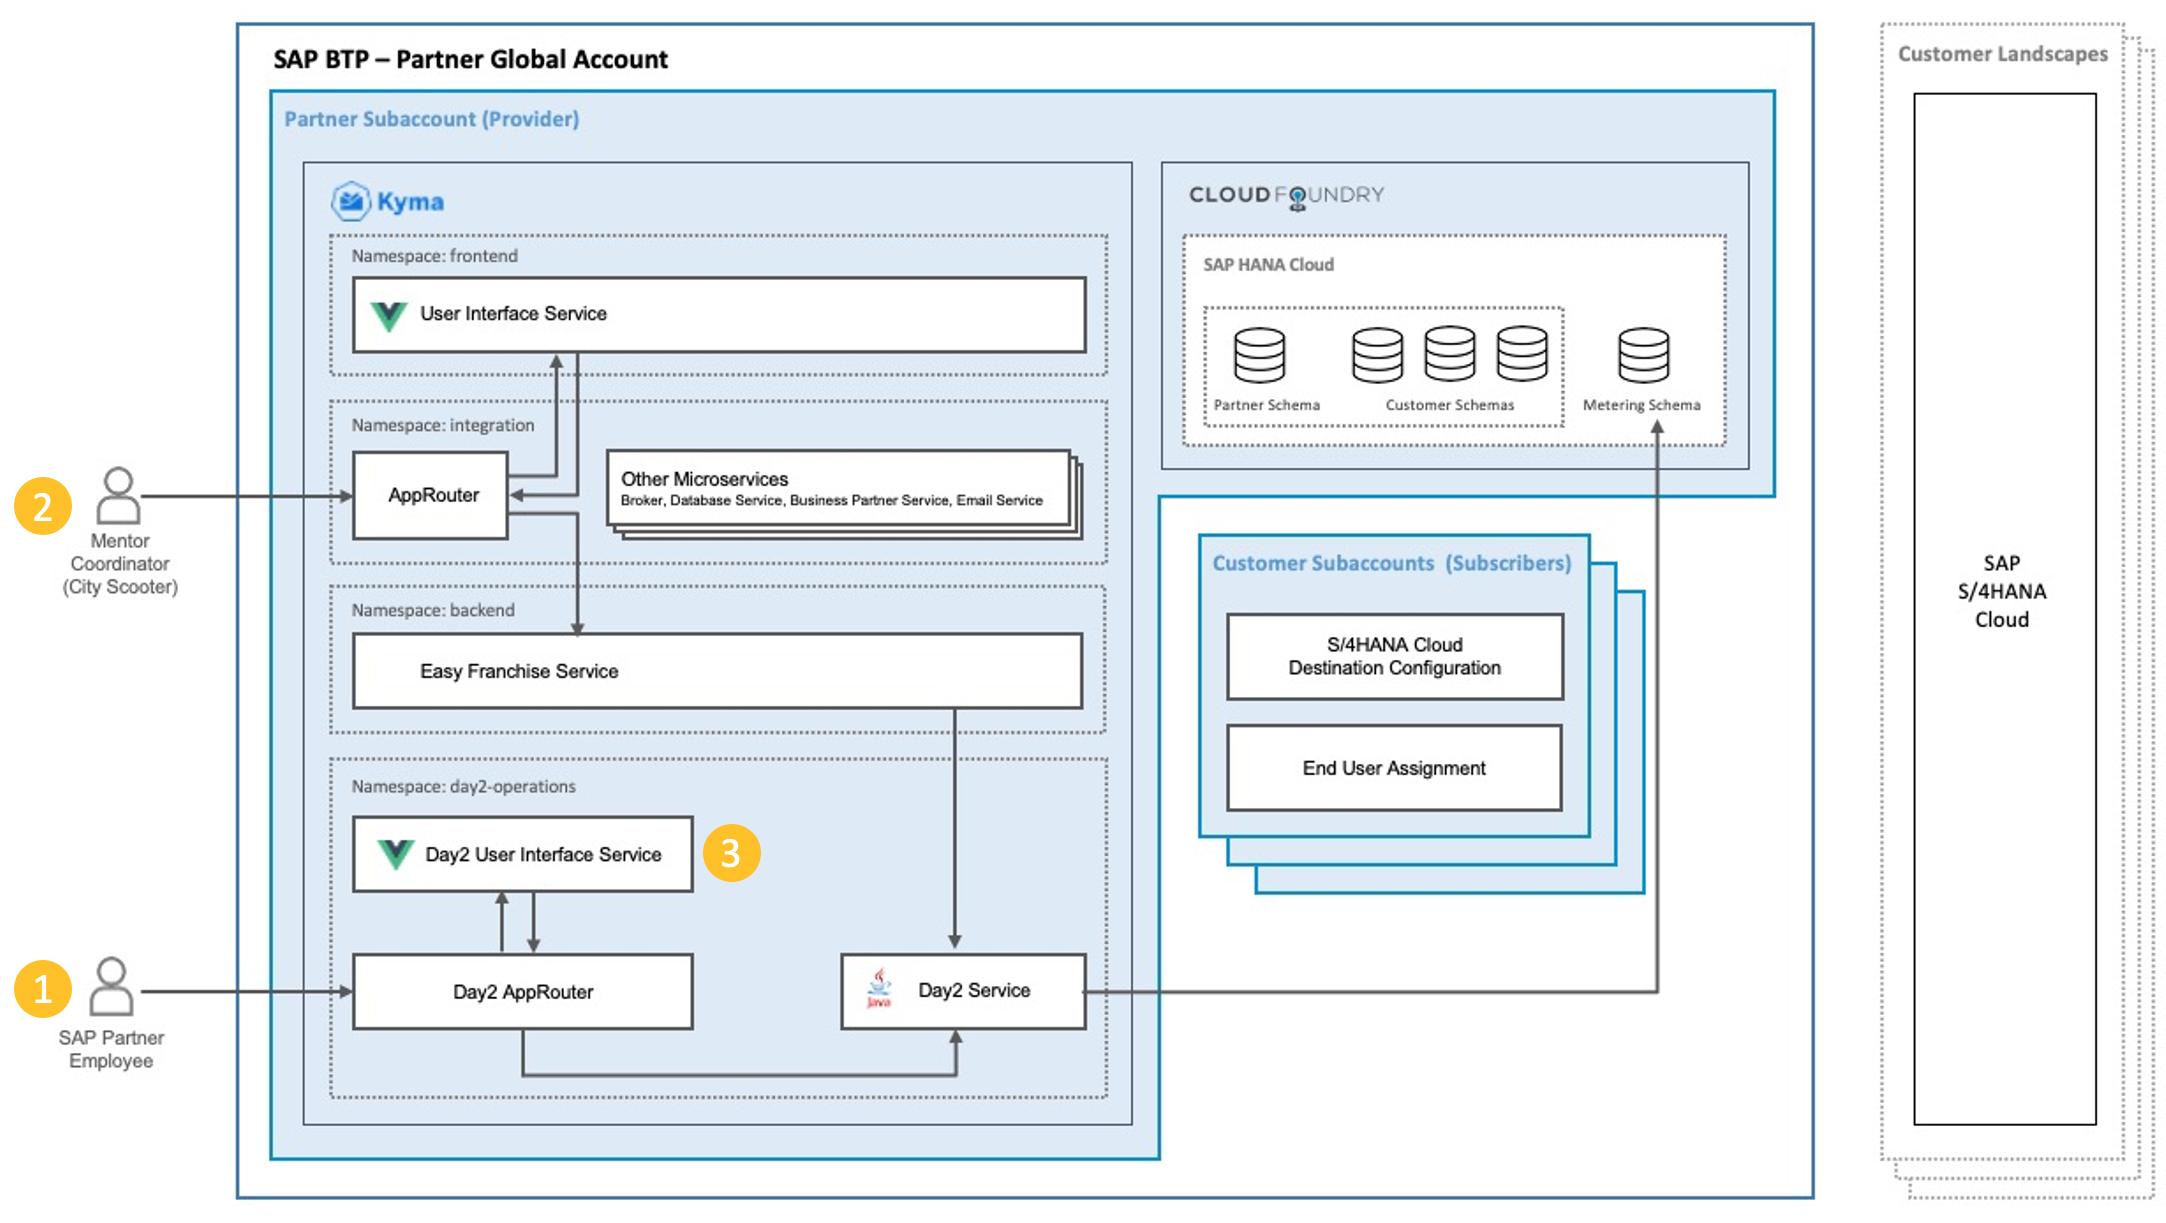 SAP BTP – Partner Global Account
Partner Subaccount (Provider)
Kyma
Namespace: frontend
User Interface Service
Namespace: integration
AppRouter
Other Microservices
Broker, Database Service, Business Partner Service, Email Service
Namespace: backend
Easy Franchise Service
Namespace: day2-operations
Day2 User Interface Service
3
Day2 AppRouter
Java
Day2 Service
2
Mentor
Coordinator
(City Scooter)
1
SAP Partner
Employee
CLOUD FOUNDRY
SAP HANA Cloud
Partner Schema
Customer Schemas
Metering Schema
Customer Subaccounts (Subscribers)
S/4HANA Cloud
Destination Configuration
End User Assignment
Customer Landscapes
SAP
S/4HANA
Cloud